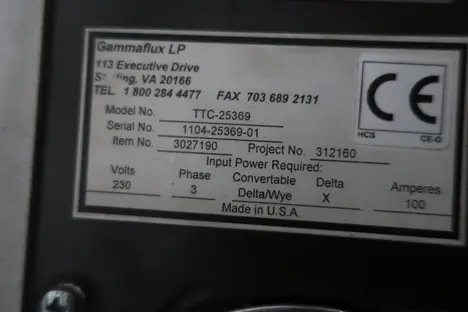 Gammaflux LP
113 Executive Drive
Sterling, VA 20166
TEL. 1 800 284 4477 FAX 703 689 2131
Model No. TTC-25369
Serial No. 1104-25369-01
Item No. 3027190 Project No. 312160
Input Power Required:
Volts Phase Convertable Delta Amperes
230 3 Delta/Wye X 100
Made in U.S.A.
CE
HCS CE-D